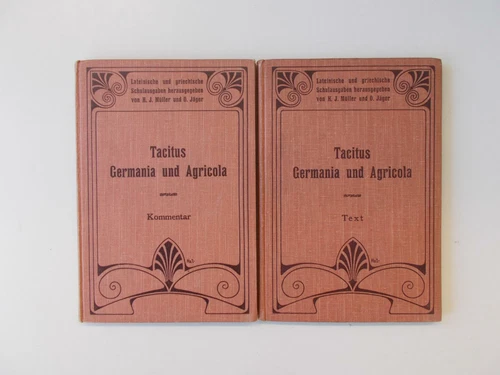 Lateinische und griechische
Schulausgaben herausgegeben
von H. J. Müller und O. Jäger
Tacitus
Germania und Agricola
Kommentar
Lateinische und griechische
Schulausgaben herausgegeben
von H. J. Müller und O. Jäger
Tacitus
Germania und Agricola
Text